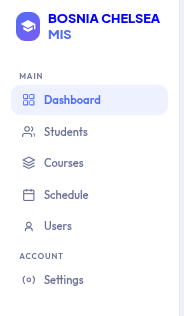 BOSNIA CHELSEA
MIS
MAIN
Dashboard
Students
Courses
Schedule
Users
ACCOUNT
Settings